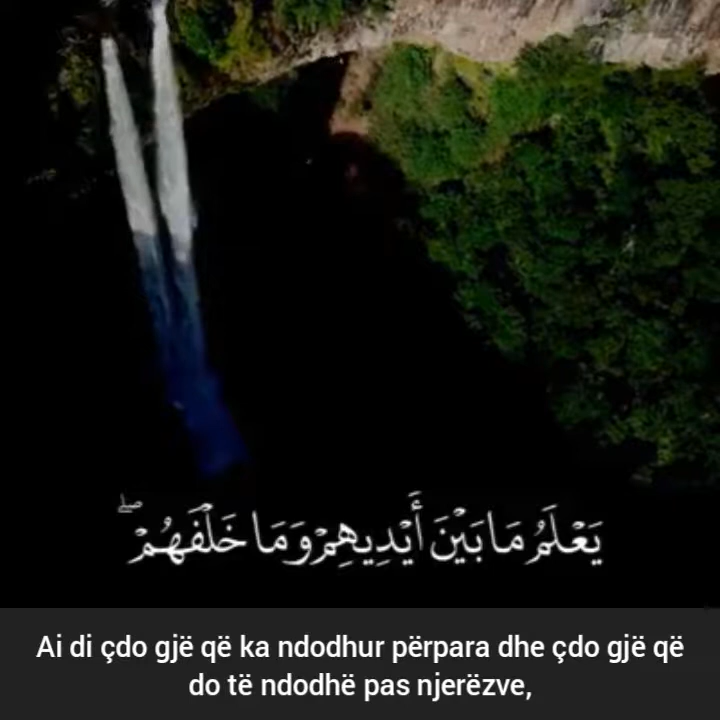 يَعْلَمُ مَا بَيْنَ أَيْدِيهِمْ وَمَا خَلْفَهُمْ ۖ
Ai di çdo gjë që ka ndodhur përpara dhe çdo gjë që
do të ndodhë pas njerëzve,